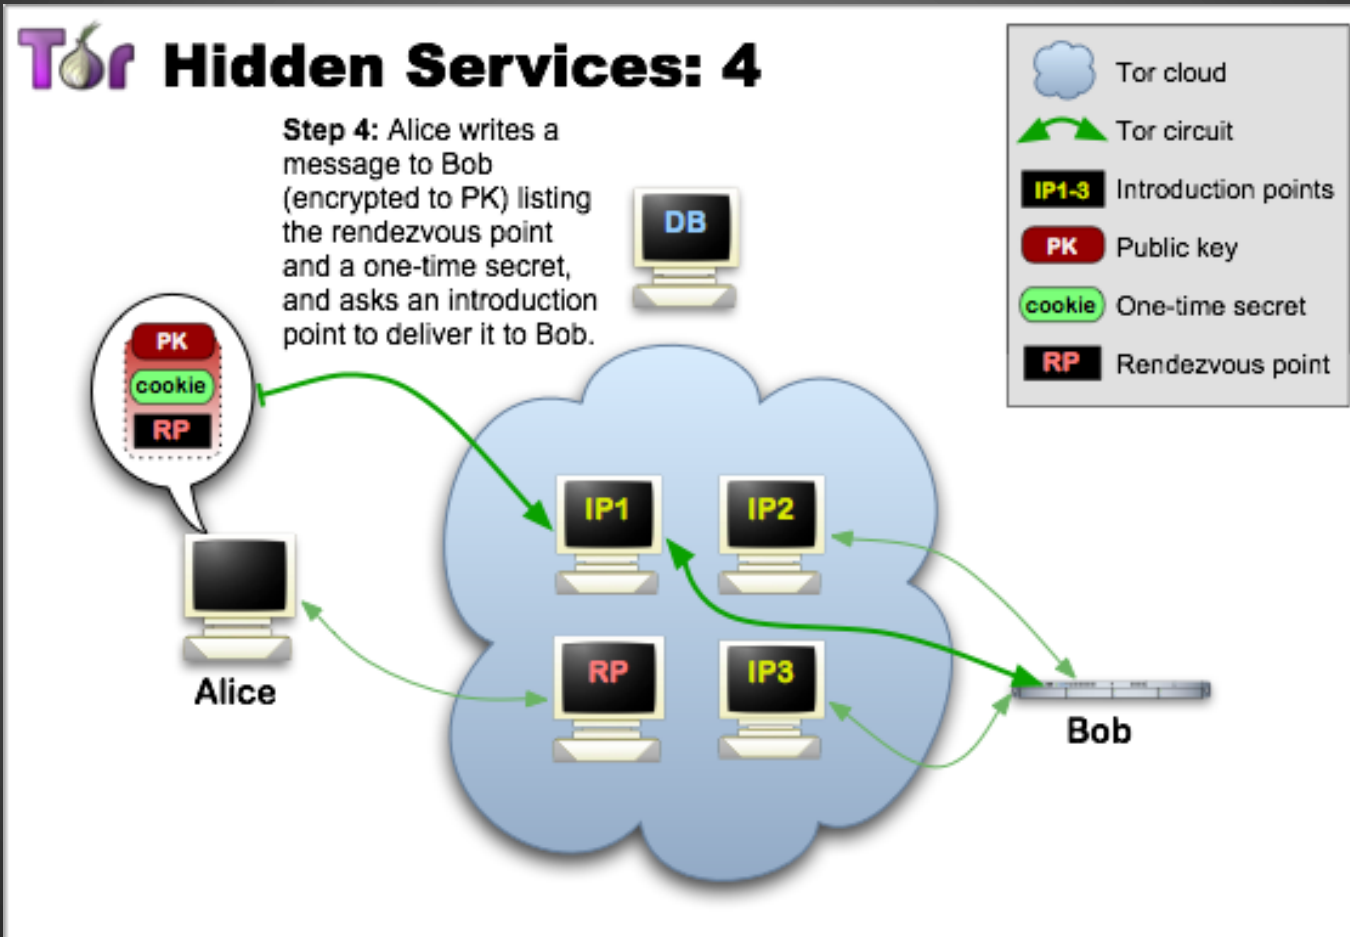 Tor Hidden Services: 4
Step 4: Alice writes a
message to Bob
(encrypted to PK) listing
the rendezvous point
and a one-time secret,
and asks an introduction
point to deliver it to Bob.
Tor cloud
Tor circuit
IP1-3 Introduction points
PK Public key
cookie One-time secret
RP Rendezvous point
DB
PK
cookie
RP
IP1
IP2
RP
IP3
Alice
Bob